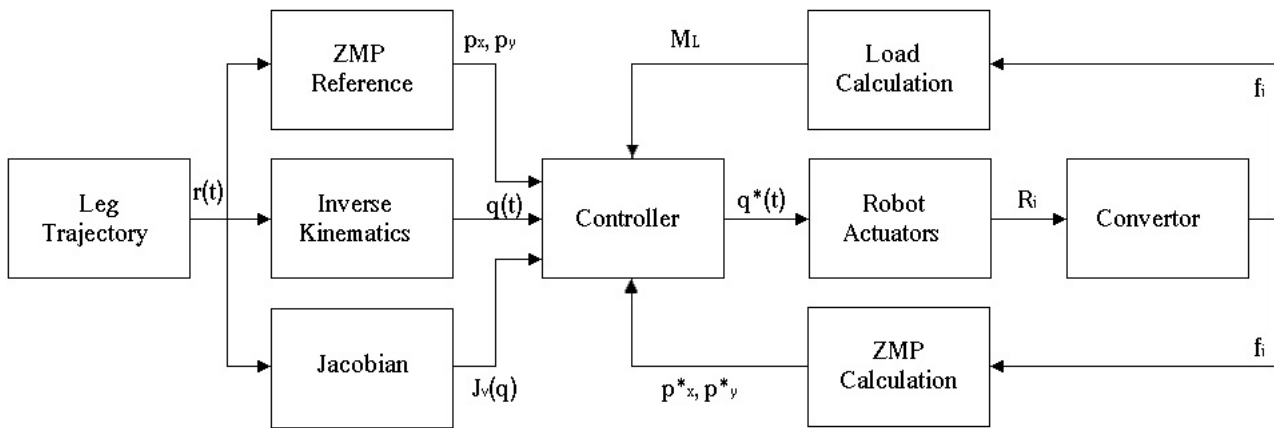 ZMP
Reference
px, py
ML
Load
Calculation
fi
Leg
Trajectory
r(t)
Inverse
Kinematics
q(t)
Controller
q*(t)
Robot
Actuators
Ri
Convertor
Jacobian
Jv(q)
p*x, p*y
ZMP
Calculation
fi